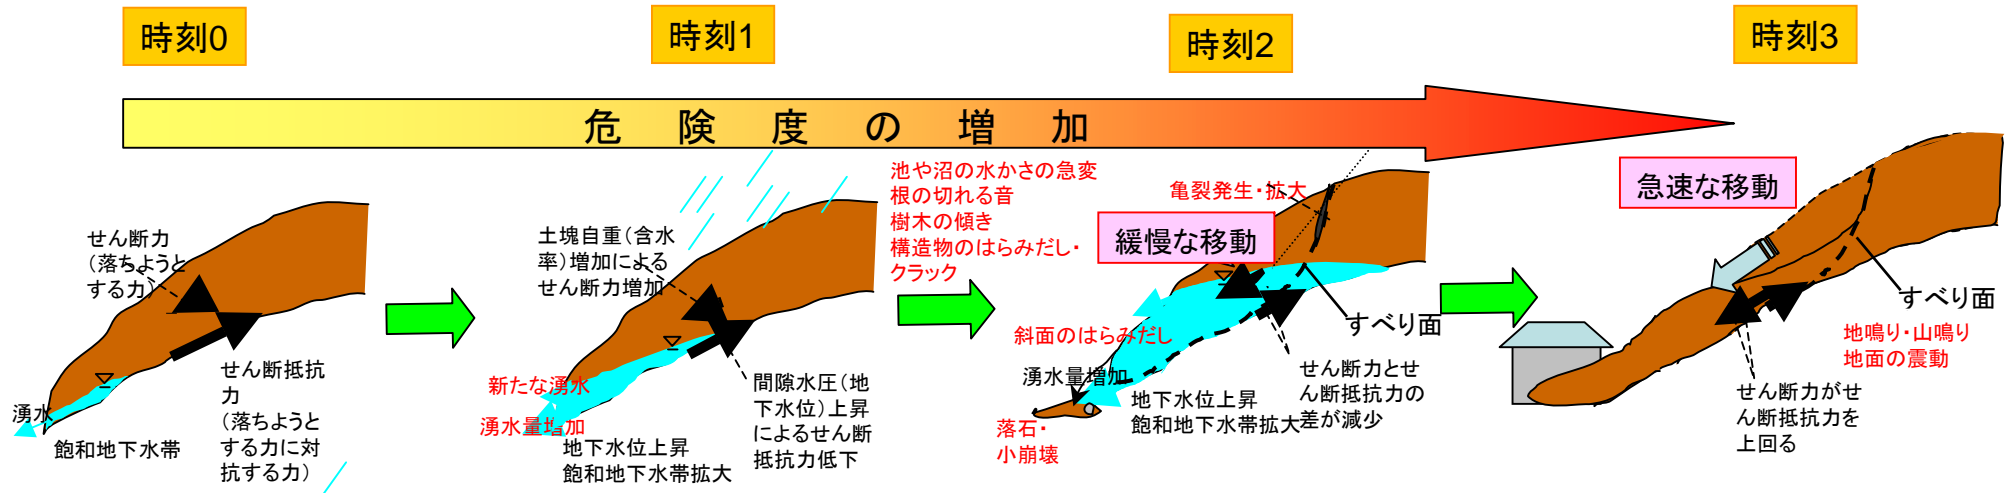 時刻0
時刻1
時刻2
時刻3
危険度の増加
せん断力
(落ちようと
する力)
せん断抵抗
力
(落ちようと
する力に対
抗する力)
湧水
飽和地下水帯
土塊自重(含水
率)増加による
せん断力増加
新たな湧水
湧水量増加
地下水位上昇
飽和地下水帯拡大
間隙水圧(地
下水位)上昇
によるせん断
抵抗力低下
池や沼の水かさの急変
根の切れる音
樹木の傾き
構造物のはらみだし・
クラック
亀裂発生・拡大
緩慢な移動
斜面のはらみだし
湧水量増加
落石・
小崩壊
地下水位上昇
飽和地下水帯拡大
すべり面
せん断力とせ
ん断抵抗力の
差が減少
急速な移動
すべり面
地鳴り・山鳴り
地面の震動
せん断力がせ
ん断抵抗力を
上回る